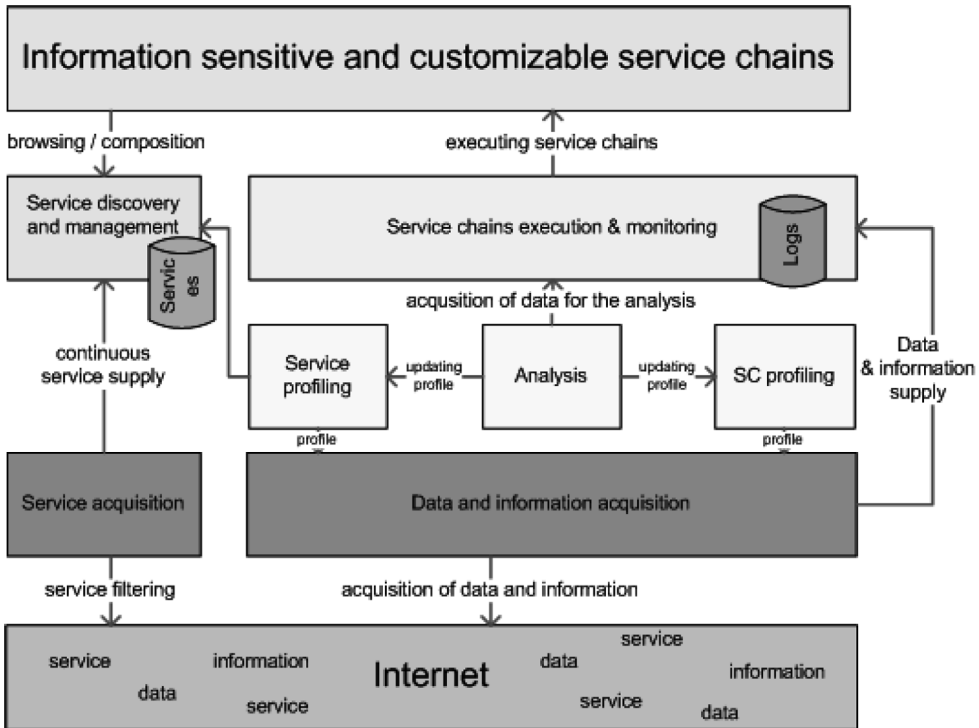 Information sensitive and customizable service chains
browsing / composition
executing service chains
Service discovery
and management
Servic
es
Service chains execution & monitoring
Logs
acqusition of data for the analysis
continuous
service supply
Service
profiling
updating
profile
Analysis
updating
profile
SC profiling
Data
& information
supply
profile
profile
Service acquisition
Data and information acquisition
service filtering
acquisition of data and information
Internet
service
information
data
service
data
service
information
service
data